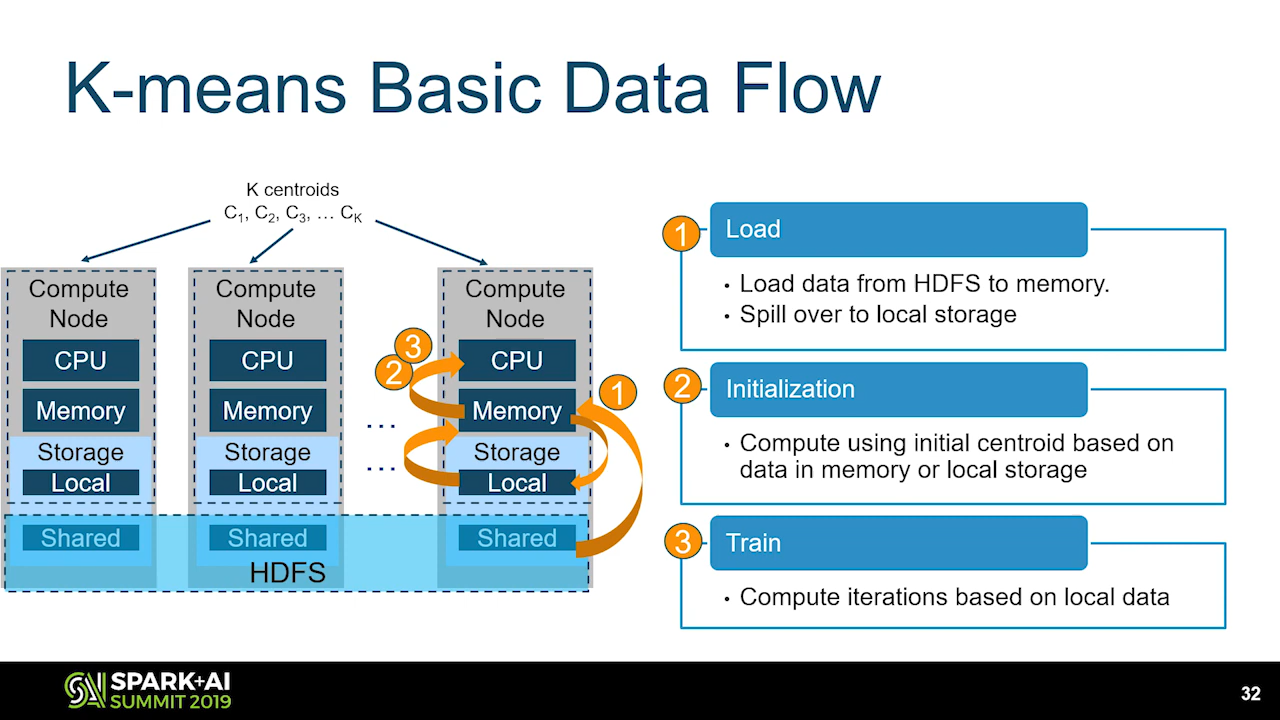 K-means Basic Data Flow
K centroids
C1, C2, C3, … CK
Compute
Node
CPU
Memory
Storage
Local
Shared
Compute
Node
CPU
Memory
Storage
Local
Shared
...
...
Compute
Node
CPU
Memory
Storage
Local
Shared
HDFS
3
2
1
1
Load
• Load data from HDFS to memory.
• Spill over to local storage
2
Initialization
• Compute using initial centroid based on
data in memory or local storage
3
Train
• Compute iterations based on local data
SPARK+AI
SUMMIT 2019
32